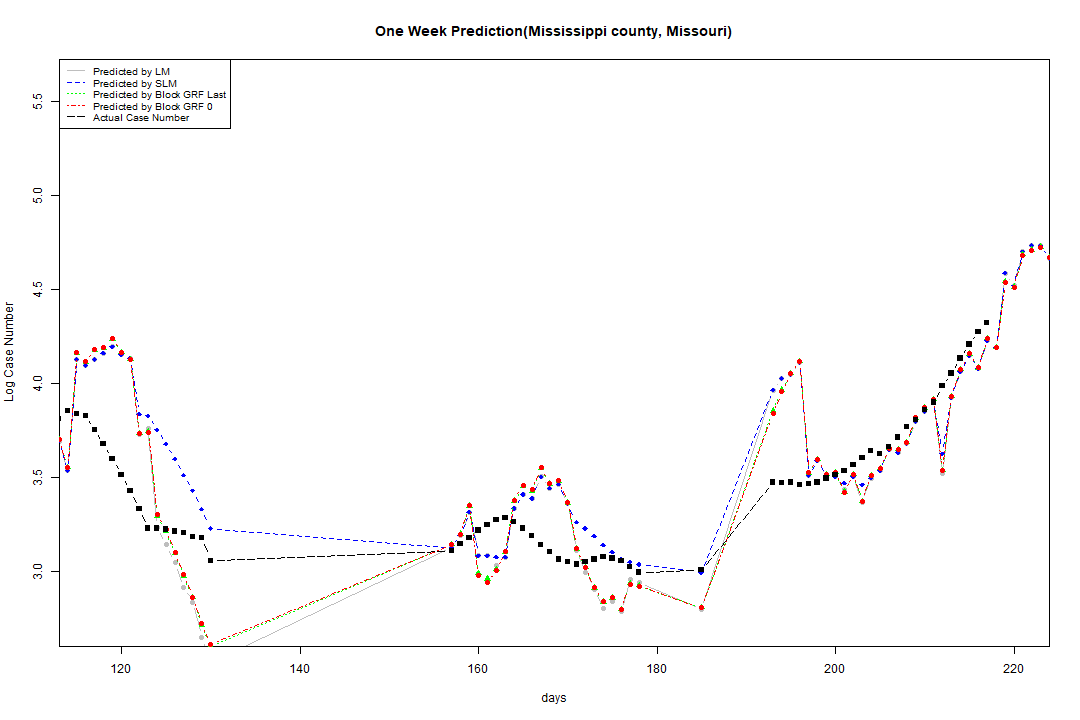 One Week Prediction(Mississippi county, Missouri)
Predicted by LM
Predicted by SLM
Predicted by Block GRF Last
Predicted by Block GRF 0
Actual Case Number
Log Case Number
5.5
5.0
4.5
4.0
3.5
3.0
120 140 160 180 200 220
days